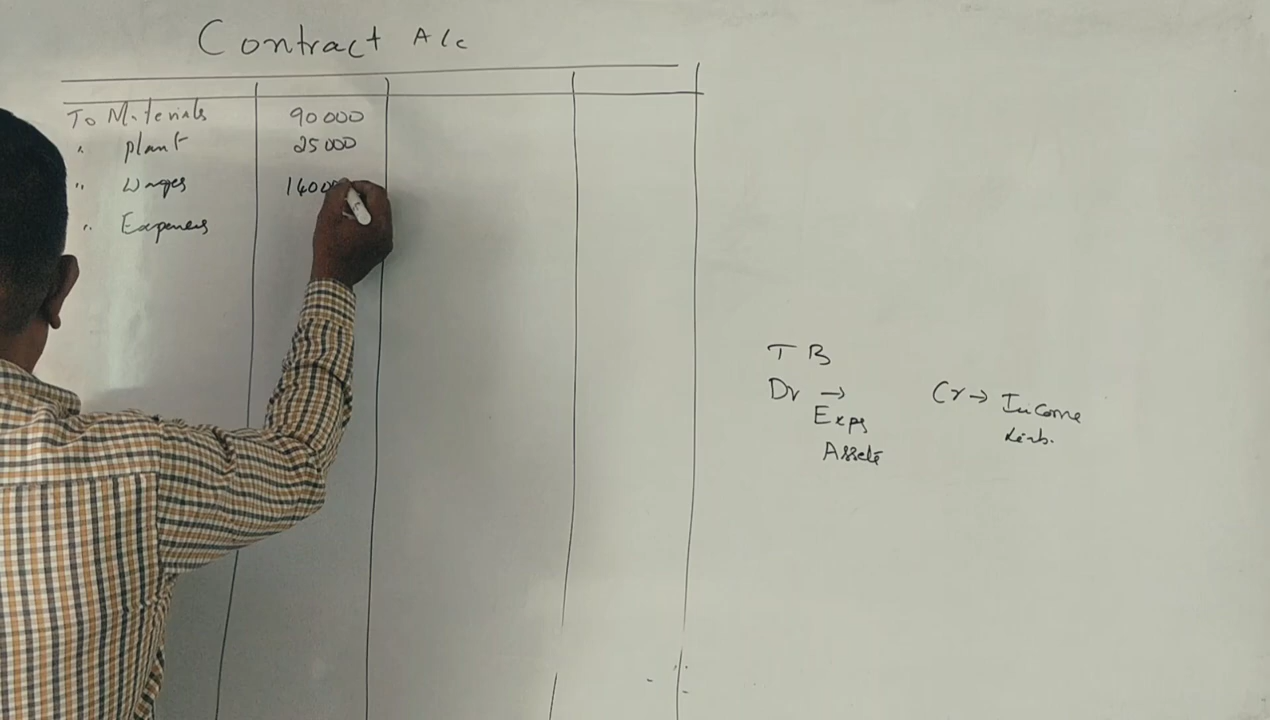 Contract A/c
To Materials 90000
" Plant 25000
" Wages
" Expenses
T B
Dr → Cr → Income
Exps Liab.
Assets